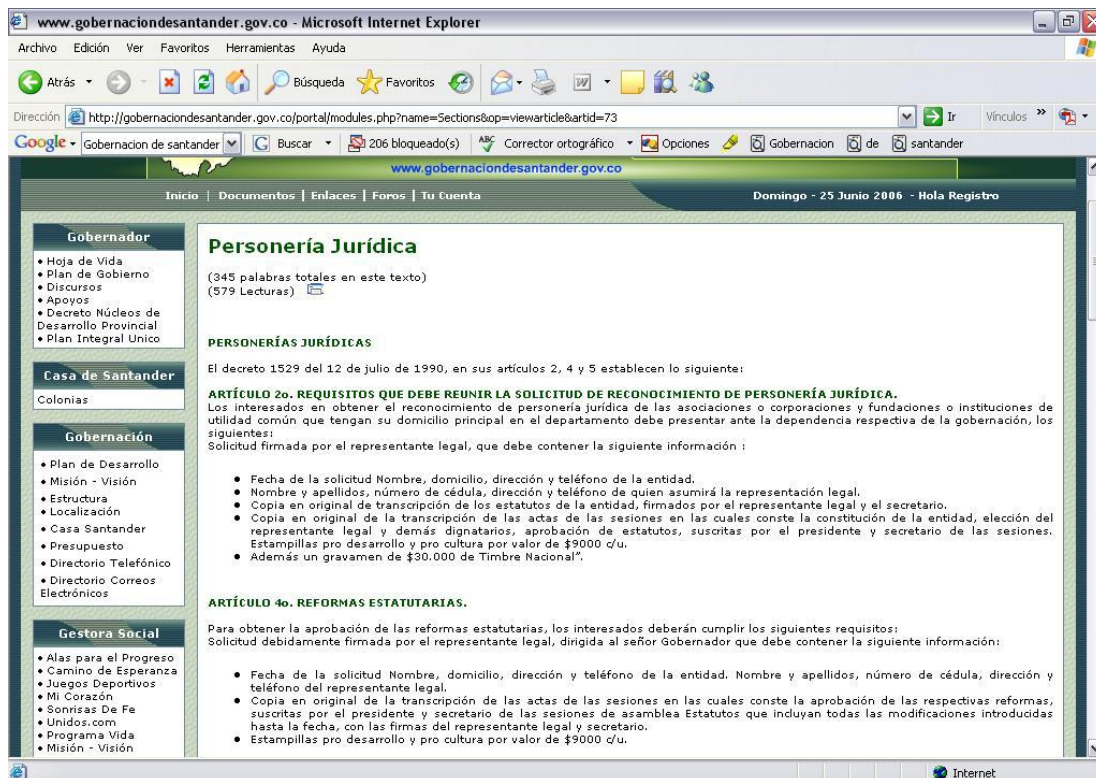 www.gobernaciondesantander.gov.co - Microsoft Internet Explorer
Archivo Edición Ver Favoritos Herramientas Ayuda
Atrás Búsqueda Favoritos
Dirección http://gobernaciondesantander.gov.co/portal/modules.php?name=Sections&op=viewarticle&artid=73 Ir Vínculos »
Google Gobernacion de santander Buscar 206 bloqueado(s) ABC Corrector ortográfico Opciones Gobernacion de santander
www.gobernaciondesantander.gov.co
Inicio | Documentos | Enlaces | Foros | Tu Cuenta Domingo - 25 Junio 2006 - Hola Registro
Gobernador
• Hoja de Vida
• Plan de Gobierno
• Discursos
• Apoyos
• Decreto Núcleos de
Desarrollo Provincial
• Plan Integral Unico
Casa de Santander
Colonias
Gobernación
• Plan de Desarrollo
• Misión - Visión
• Estructura
• Localización
• Casa Santander
• Presupuesto
• Directorio Telefónico
• Directorio Correos
Electrónicos
Gestora Social
• Alas para el Progreso
• Camino de Esperanza
• Juegos Deportivos
• Mi Corazón
• Sonrisas De Fe
• Unidos.com
• Programa Vida
• Misión - Visión
Personería Jurídica
(345 palabras totales en este texto)
(579 Lecturas)
PERSONERÍAS JURÍDICAS
El decreto 1529 del 12 de julio de 1990, en sus artículos 2, 4 y 5 establecen lo siguiente:
ARTÍCULO 2o. REQUISITOS QUE DEBE REUNIR LA SOLICITUD DE RECONOCIMIENTO DE PERSONERÍA JURÍDICA.
Los interesados en obtener el reconocimiento de personería jurídica de las asociaciones o corporaciones y fundaciones o instituciones de
utilidad común que tengan su domicilio principal en el departamento debe presentar ante la dependencia respectiva de la gobernación, los
siguientes:
Solicitud firmada por el representante legal, que debe contener la siguiente información :
• Fecha de la solicitud Nombre, domicilio, dirección y teléfono de la entidad.
• Nombre y apellidos, número de cédula, dirección y teléfono de quien asumirá la representación legal.
• Copia en original de transcripción de los estatutos de la entidad, firmados por el representante legal y el secretario.
• Copia en original de la transcripción de las actas de las sesiones en las cuales conste la constitución de la entidad, elección del
representante legal y demás dignatarios, aprobación de estatutos, suscritas por el presidente y secretario de las sesiones.
Estampillas pro desarrollo y pro cultura por valor de $9000 c/u.
• Además un gravamen de $30.000 de Timbre Nacional”.
ARTÍCULO 4o. REFORMAS ESTATUTARIAS.
Para obtener la aprobación de las reformas estatutarias, los interesados deberán cumplir los siguientes requisitos:
Solicitud debidamente firmada por el representante legal, dirigida al señor Gobernador que debe contener la siguiente información:
• Fecha de la solicitud Nombre, domicilio, dirección y teléfono de la entidad. Nombre y apellidos, número de cédula, dirección y
teléfono del representante legal.
• Copia en original de la transcripción de las actas de las sesiones en las cuales conste la aprobación de las respectivas reformas,
suscritas por el presidente y secretario de las sesiones de asamblea Estatutos que incluyan todas las modificaciones introducidas
hasta la fecha, con las firmas del representante legal y secretario.
• Estampillas pro desarrollo y pro cultura por valor de $9000 c/u.
Internet